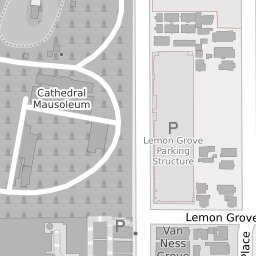 Cathedral
Mausoleum
P
Lemon Grove
Parking
Structure
Lemon Grove
P
Van
Ness
Grove
Place